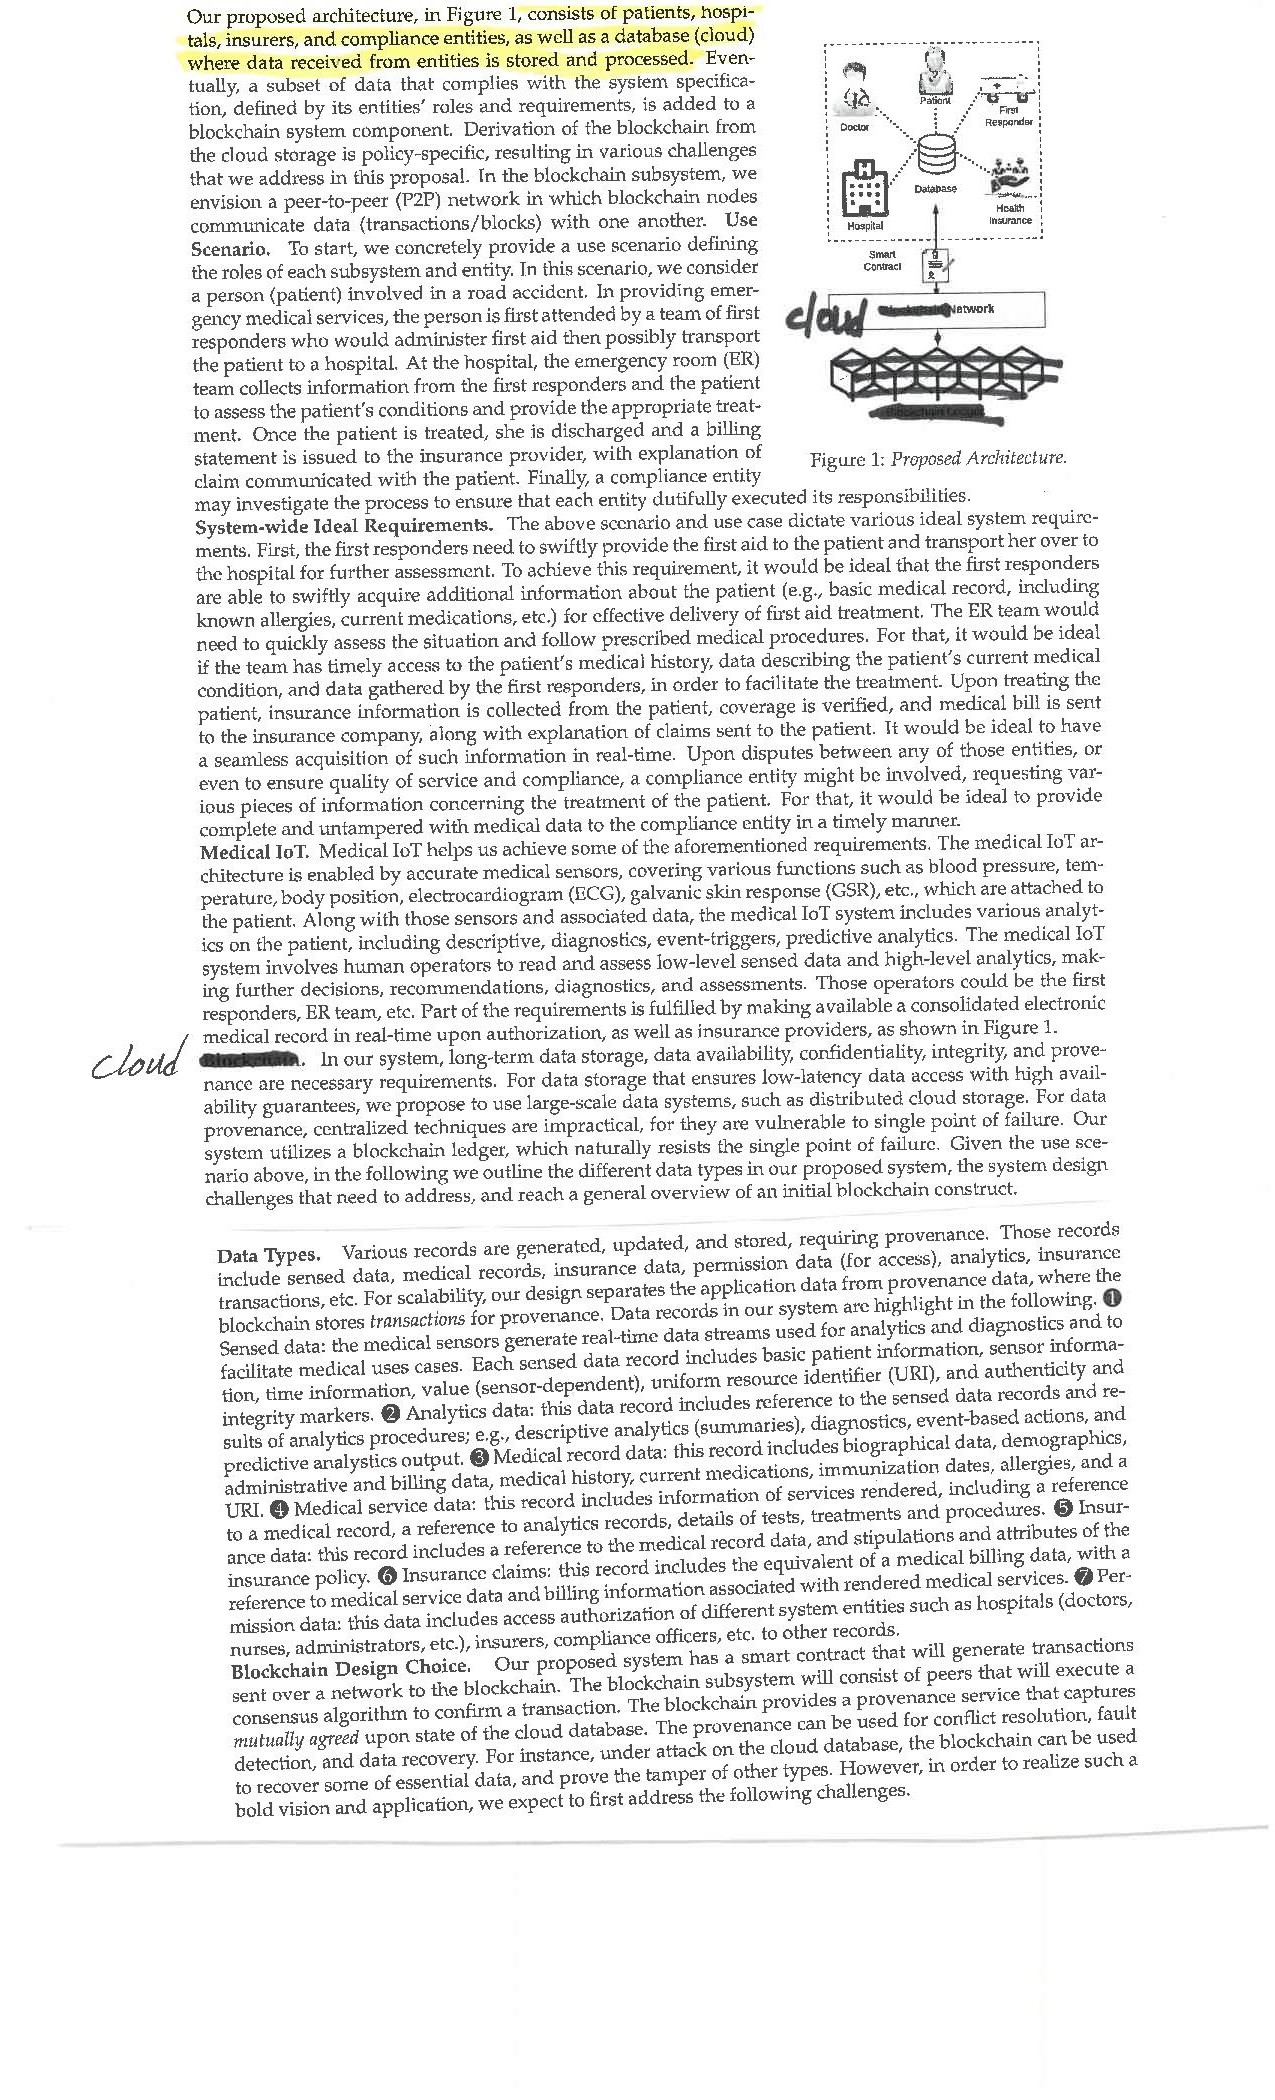 Our proposed architecture, in Figure 1, consists of patients, hospi-
tals, insurers, and compliance entities, as well as a database (cloud)
where data received from entities is stored and processed. Even-
tually, a subset of data that complies with the system specifica-
tion, defined by its entities' roles and requirements, is added to a
blockchain system component. Derivation of the blockchain from
the cloud storage is policy-specific, resulting in various challenges
that we address in this proposal. In the blockchain subsystem, we
envision a peer-to-peer (P2P) network in which blockchain nodes
communicate data (transactions/blocks) with one another. Use
Scenario. To start, we concretely provide a use scenario defining
the roles of each subsystem and entity. In this scenario, we consider
a person (patient) involved in a road accident. In providing emer-
gency medical services, the person is first attended by a team of first
responders who would administer first aid then possibly transport
the patient to a hospital. At the hospital, the emergency room (ER)
team collects information from the first responders and the patient
to assess the patient's conditions and provide the appropriate treat-
ment. Once the patient is treated, she is discharged and a billing
statement is issued to the insurance provider, with explanation of
claim communicated with the patient. Finally, a compliance entity
may investigate the process to ensure that each entity dutifully executed its responsibilities.
Patient
Doctor
First
Responder
Database
Hospital
Health
Insurance
Smart
Contract
cloud
Network
Figure 1: Proposed Architecture.
System-wide Ideal Requirements. The above scenario and use case dictate various ideal system require-
ments. First, the first responders need to swiftly provide the first aid to the patient and transport her over to
the hospital for further assessment. To achieve this requirement, it would be ideal that the first responders
are able to swiftly acquire additional information about the patient (e.g., basic medical record, including
known allergies, current medications, etc.) for effective delivery of first aid treatment. The ER team would
need to quickly assess the situation and follow prescribed medical procedures. For that, it would be ideal
if the team has timely access to the patient's medical history, data describing the patient's current medical
condition, and data gathered by the first responders, in order to facilitate the treatment. Upon treating the
patient, insurance information is collected from the patient, coverage is verified, and medical bill is sent
to the insurance company, along with explanation of claims sent to the patient. It would be ideal to have
a seamless acquisition of such information in real-time. Upon disputes between any of those entities, or
even to ensure quality of service and compliance, a compliance entity might be involved, requesting var-
ious pieces of information concerning the treatment of the patient. For that, it would be ideal to provide
complete and untampered with medical data to the compliance entity in a timely manner.
Medical IoT. Medical IoT helps us achieve some of the aforementioned requirements. The medical IoT ar-
chitecture is enabled by accurate medical sensors, covering various functions such as blood pressure, tem-
perature, body position, electrocardiogram (ECG), galvanic skin response (GSR), etc., which are attached to
the patient. Along with those sensors and associated data, the medical IoT system includes various analyt-
ics on the patient, including descriptive, diagnostics, event-triggers, predictive analytics. The medical IoT
system involves human operators to read and assess low-level sensed data and high-level analytics, mak-
ing further decisions, recommendations, diagnostics, and assessments. Those operators could be the first
responders, ER team, etc. Part of the requirements is fulfilled by making available a consolidated electronic
medical record in real-time upon authorization, as well as insurance providers, as shown in Figure 1.
cloud Blockchain. In our system, long-term data storage, data availability, confidentiality, integrity, and prove-
nance are necessary requirements. For data storage that ensures low-latency data access with high avail-
ability guarantees, we propose to use large-scale data systems, such as distributed cloud storage. For data
provenance, centralized techniques are impractical, for they are vulnerable to single point of failure. Our
system utilizes a blockchain ledger, which naturally resists the single point of failure. Given the use sce-
nario above, in the following we outline the different data types in our proposed system, the system design
challenges that need to address, and reach a general overview of an initial blockchain construct.
Data Types. Various records are generated, updated, and stored, requiring provenance. Those records
include sensed data, medical records, insurance data, permission data (for access), analytics, insurance
transactions, etc. For scalability, our design separates the application data from provenance data, where the
blockchain stores transactions for provenance. Data records in our system are highlight in the following. ❶
Sensed data: the medical sensors generate real-time data streams used for analytics and diagnostics and to
facilitate medical uses cases. Each sensed data record includes basic patient information, sensor informa-
tion, time information, value (sensor-dependent), uniform resource identifier (URI), and authenticity and
integrity markers. ❷ Analytics data: this data record includes reference to the sensed data records and re-
sults of analytics procedures; e.g., descriptive analytics (summaries), diagnostics, event-based actions, and
predictive analystics output. ❸ Medical record data: this record includes biographical data, demographics,
administrative and billing data, medical history, current medications, immunization dates, allergies, and a
URI. ❹ Medical service data: this record includes information of services rendered, including a reference
to a medical record, a reference to analytics records, details of tests, treatments and procedures. ❺ Insur-
ance data: this record includes a reference to the medical record data, and stipulations and attributes of the
insurance policy. ❻ Insurance claims: this record includes the equivalent of a medical billing data, with a
reference to medical service data and billing information associated with rendered medical services. ❼ Per-
mission data: this data includes access authorization of different system entities such as hospitals (doctors,
nurses, administrators, etc.), insurers, compliance officers, etc. to other records.
Blockchain Design Choice. Our proposed system has a smart contract that will generate transactions
sent over a network to the blockchain. The blockchain subsystem will consist of peers that will execute a
consensus algorithm to confirm a transaction. The blockchain provides a provenance service that captures
mutually agreed upon state of the cloud database. The provenance can be used for conflict resolution, fault
detection, and data recovery. For instance, under attack on the cloud database, the blockchain can be used
to recover some of essential data, and prove the tamper of other types. However, in order to realize such a
bold vision and application, we expect to first address the following challenges.